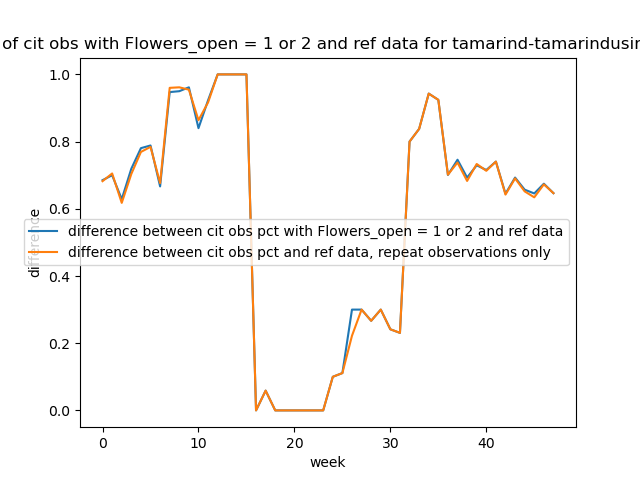 of cit obs with Flowers_open = 1 or 2 and ref data for tamarind-tamarindusin
1.0
0.8
0.6
0.4
0.2
0.0
difference
difference between cit obs pct with Flowers_open = 1 or 2 and ref data
difference between cit obs pct and ref data, repeat observations only
0 10 20 30 40
week